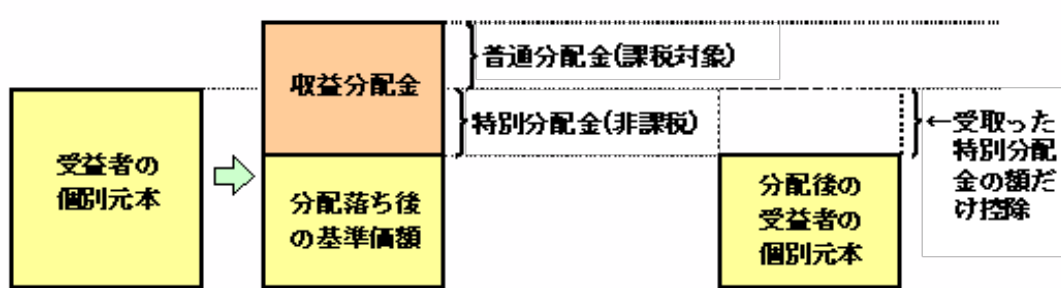 受益者の
個別元本
収益分配金
分配落ち後
の基準価額
普通分配金(課税対象)
特別分配金(非課税)
分配後の
受益者の
個別元本
←受取った
特別分配
金の額だ
け控除